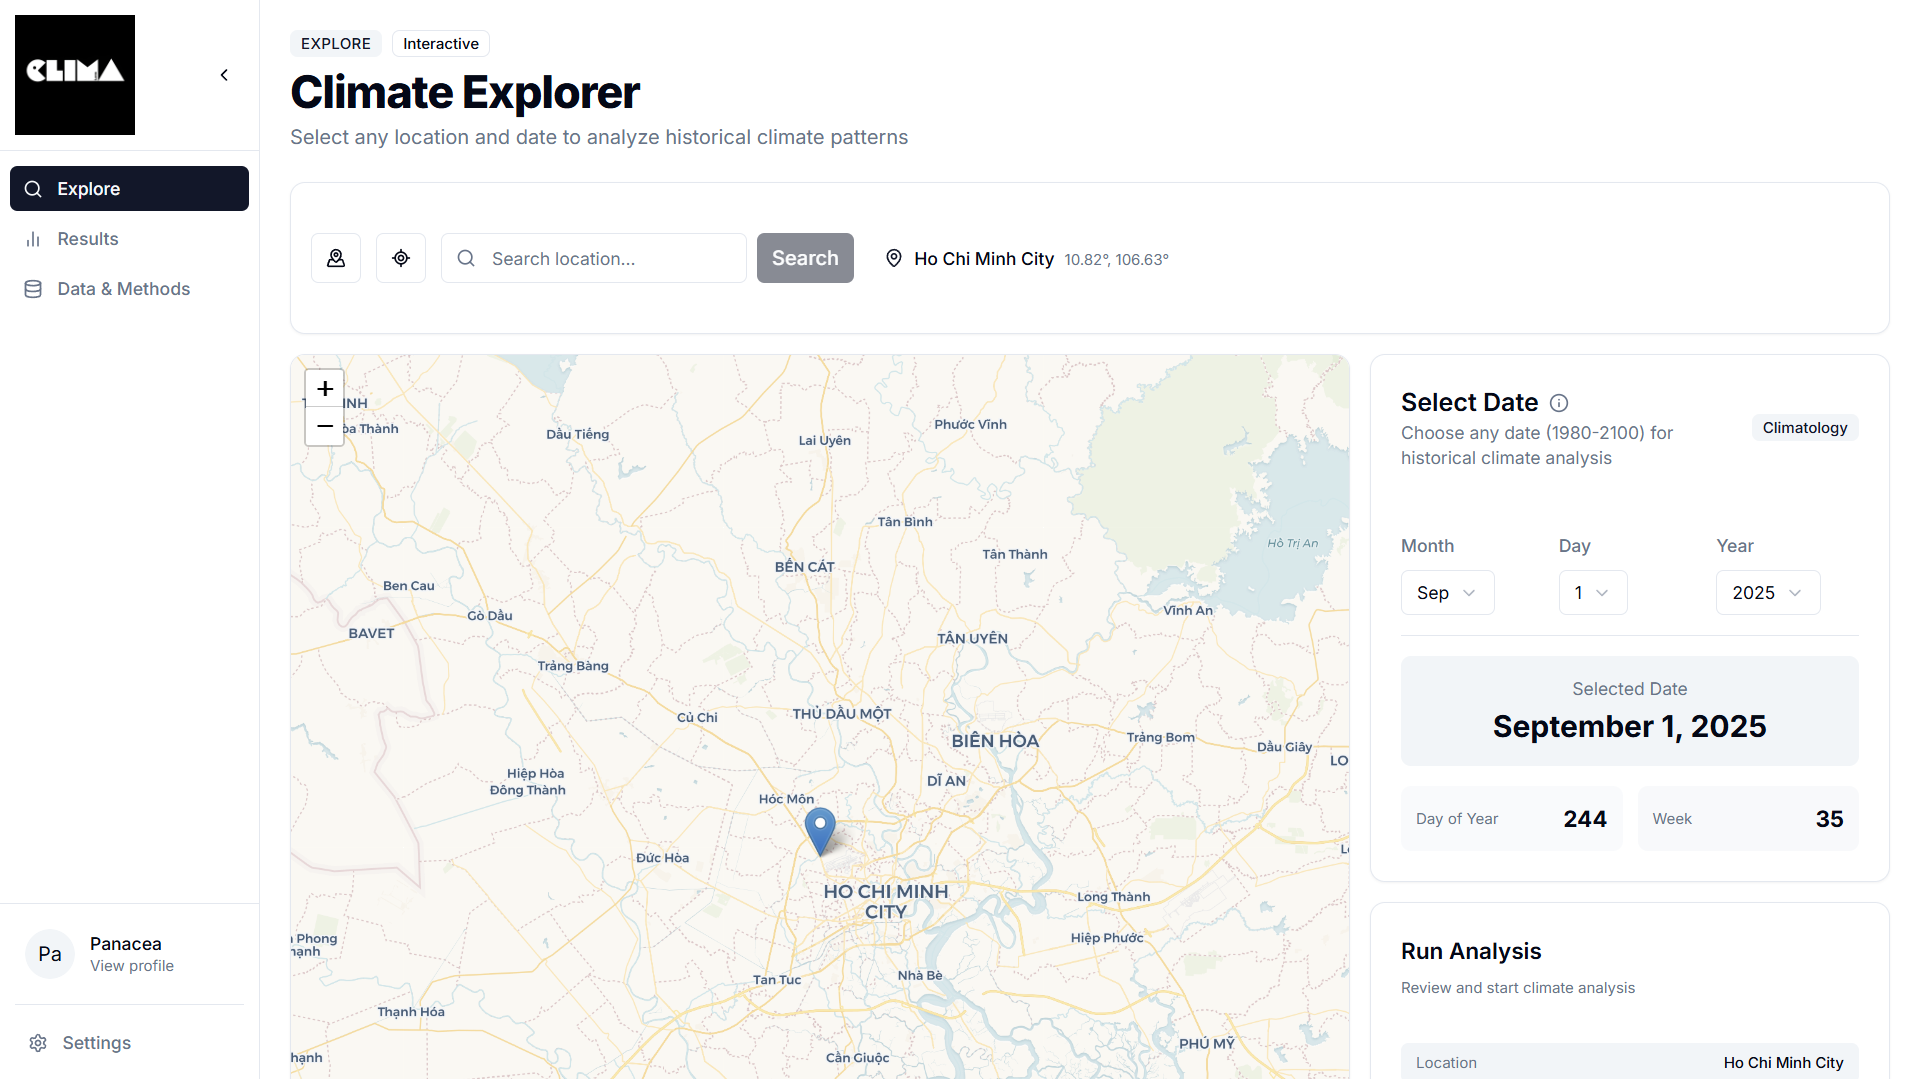 CLIMA
Explore
Results
Data & Methods
Pa
Panacea
View profile
Settings
EXPLORE
Interactive
Climate Explorer
Select any location and date to analyze historical climate patterns
Search location...
Search
Ho Chi Minh City 10.82°, 106.63°
+
−
INH
òa Thành
Dầu Tiếng
Lai Uyên
Phước Vĩnh
Tân Bình
Tân Thành
Hồ Trị An
BẾN CÁT
Ben Cau
Gò Dầu
Vĩnh An
BAVET
TÂN UYÊN
Trảng Bàng
Củ Chi
THỦ DẦU MỘT
BIÊN HÒA
Trảng Bom
Dầu Giây
LO
Hiệp Hòa
Đông Thành
DĨ AN
Hóc Môn
Đức Hòa
HO CHI MINH
CITY
Long Thành
Hiệp Phước
Phong
hạnh
Tan Tuc
Nhà Bè
Thạnh Hóa
PHÚ MỸ
Cần Giuộc
hạnh
Select Date
Choose any date (1980-2100) for
historical climate analysis
Climatology
Month
Day
Year
Sep
1
2025
Selected Date
September 1, 2025
Day of Year
244
Week
35
Run Analysis
Review and start climate analysis
Location
Ho Chi Minh City